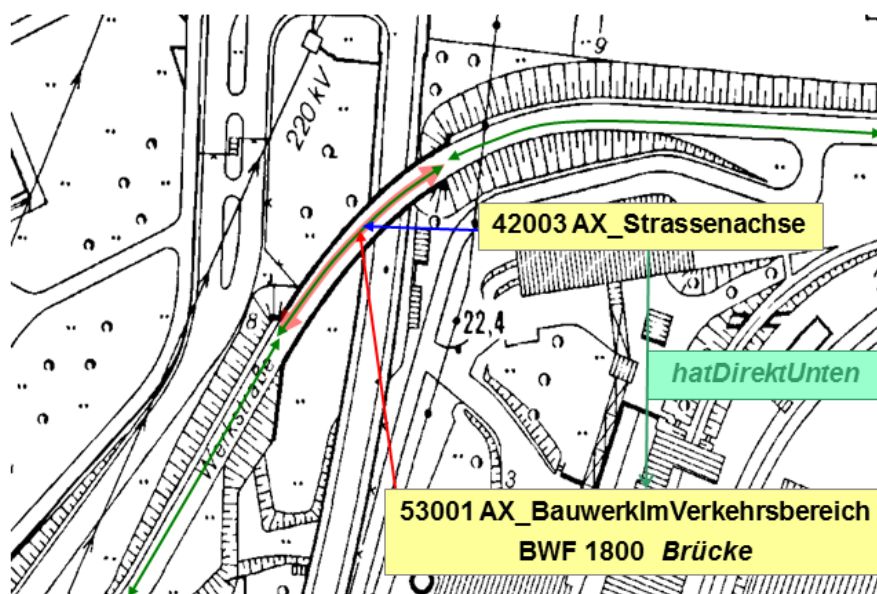 9
220 kV
42003 AX_Strassenachse
22,4
hatDirektUnten
Werkstraße
3
53001 AX_BauwerkImVerkehrsbereich
BWF 1800 Brücke